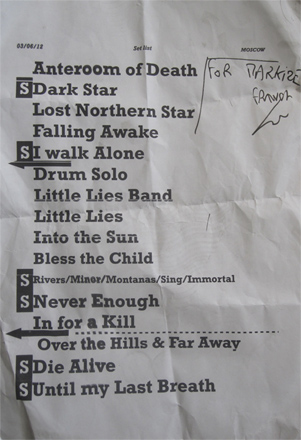 03/06/12 Set list MOSCOW
Anteroom of Death
S Dark Star
Lost Northern Star
Falling Awake
S I walk Alone
Drum Solo
Little Lies Band
Little Lies
Into the Sun
Bless the Child
S Rivers/Minor/Montanas/Sing/Immortal
S Never Enough
In for a Kill
Over the Hills & Far Away
S Die Alive
S Until my Last Breath
FOR